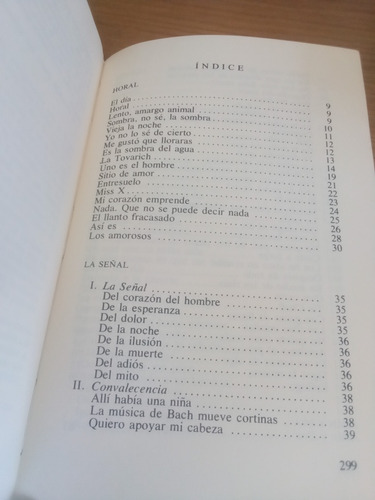 ÍNDICE
HORAL
El día 9
Horal 9
Lento, amargo animal 9
Sombra, no sé, la sombra 10
Vieja la noche 11
Yo no lo sé de cierto 12
Me gustó que lloraras 12
Es la sombra del agua 13
La Tovarich 14
Uno es el hombre 19
Sitio de amor 21
Entresuelo 22
Miss X 23
Mi corazón emprende 24
Nada. Que no se puede decir nada 25
El llanto fracasado 26
Así es 28
Los amorosos 30
LA SEÑAL
I. La Señal 35
Del corazón del hombre 35
De la esperanza 35
Del dolor 35
De la noche 36
De la ilusión 36
De la muerte 36
Del adiós 36
Del mito 36
II. Convalecencia 38
Allí había una niña 38
La música de Bach mueve cortinas 38
Quiero apoyar mi cabeza 39
299